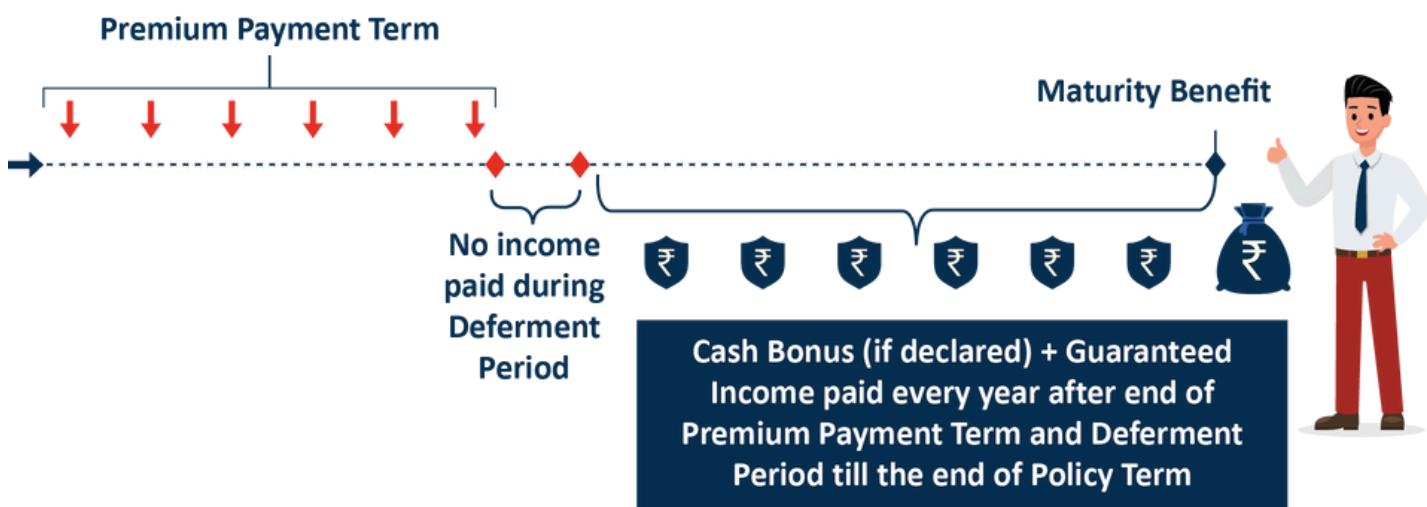 Premium Payment Term
Maturity Benefit
No income
paid during
Deferment
Period
₹ ₹ ₹ ₹ ₹ ₹ ₹
Cash Bonus (if declared) + Guaranteed
Income paid every year after end of
Premium Payment Term and Deferment
Period till the end of Policy Term